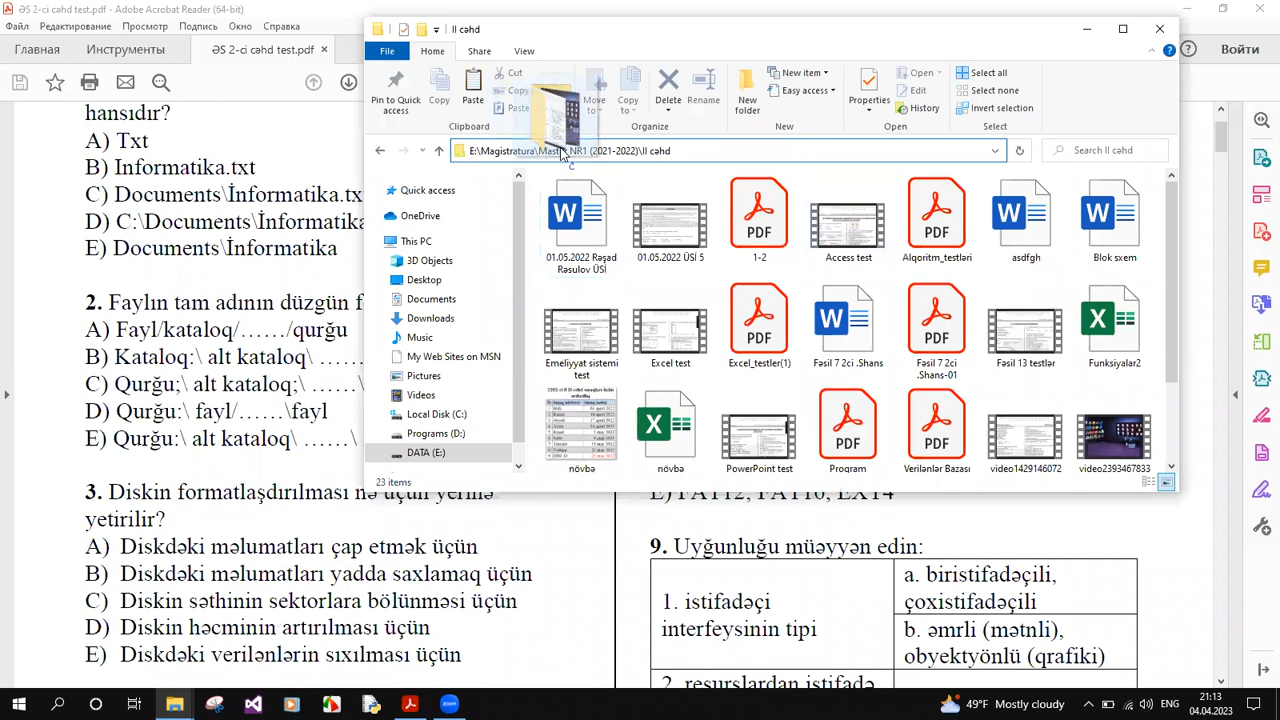 ƏS 2-ci cəhd test.pdf - Adobe Acrobat Reader (64-bit)
Файл Редактирование Просмотр Подпись Окно Справка
Главная Инструменты ƏS 2-ci cəhd test.pdf
Войти
II cəhd
File Home Share View
Pin to Quick access
Copy
Paste
Cut
Copy
Paste
Clipboard
Move to
Copy to
Delete
Rename
Organize
New folder
New item
Easy access
New
Properties
Open
Edit
History
Open
Select all
Select none
Invert selection
Select
II cəhd
Search II cəhd
Quick access
OneDrive
This PC
3D Objects
Desktop
Documents
Downloads
Music
My Web Sites on MSN
Pictures
Videos
Local Disk (C:)
Programs (D:)
DATA (E:)
01.05.2022 Rəşad Rəsulov ÜSİ
01.05.2022 ÜSİ 5
1-2
Access test
Alqoritm_testləri
asdfgh
Blok sxem
Emeliyyat sistemi test
Excel test
Excel_testler(1)
Fəsil 7 2ci .Shans
Fəsil 7 2ci .Shans-01
Fəsil 13 testlər
Funksiyalar2
növbə
növbə
PowerPoint test
Program
Verilənlər Bazası
video1429146072
video2393467833
23 items
hansıdır?
A) Txt
B) Informatika.txt
C) Documents\İnformatika.tx
D) C:\Documents\İnformatika
E) Documents\İnformatika
2. Faylın tam adının düzgün f
A) Fayl/kataloq/……/qurğu
B) Kataloq:\ alt kataloq\ ……
C) Qurğu;\ alt kataloq;\ ……
D) Qurğu:\ fayl/……\fayl
E) Qurğu:\ alt kataloq\ ……\
3. Diskin formatlaşdırılması nə üçün yerinə
yetirilir?
A) Diskdəki məlumatları çap etmək üçün
B) Diskdəki məlumatları yadda saxlamaq üçün
C) Diskin səthinin sektorlara bölünməsi üçün
D) Diskin həcminin artırılması üçün
E) Diskdəki verilənlərin sıxılması üçün
E) FAT12, FAT16, EXT4
9. Uyğunluğu müəyyən edin:
1. istifadəçi
interfeysinin tipi
a. biristifadəçili,
çoxistifadəçili
b. əmrli (mətnli),
obyektyönlü (qrafiki)
2. resurslardan istifadə
49°F Mostly cloudy
ENG
21:13
04.04.2023